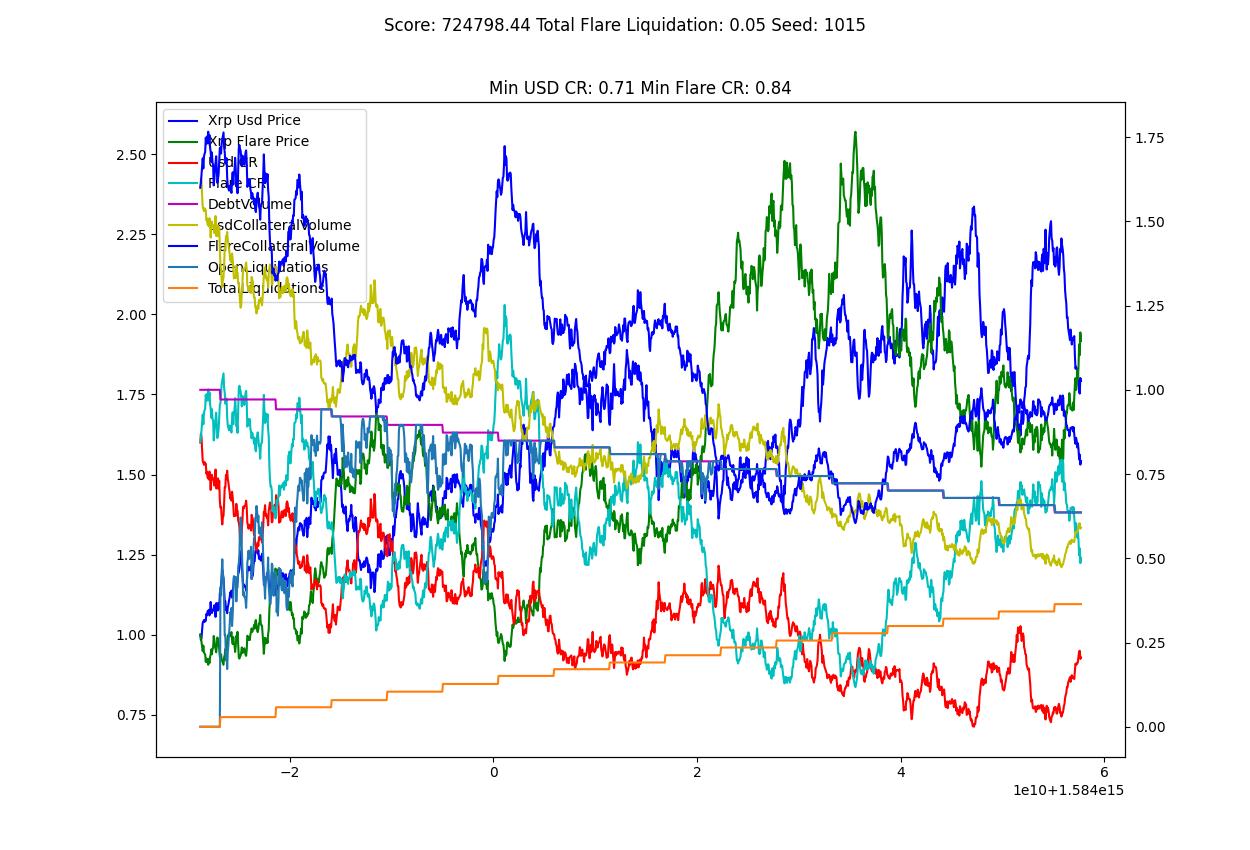 Score: 724798.44 Total Flare Liquidation: 0.05 Seed: 1015
Min USD CR: 0.71 Min Flare CR: 0.84
Xrp Usd Price
Xrp Flare Price
Usd CR
Flare CR
DebtVolume
UsdCollateralVolume
FlareCollateralVolume
OpenLiquidations
TotalLiquidations
2.50
2.25
2.00
1.75
1.50
1.25
1.00
0.75
1.75
1.50
1.25
1.00
0.75
0.50
0.25
0.00
−2 0 2 4 6
1e10+1.584e15